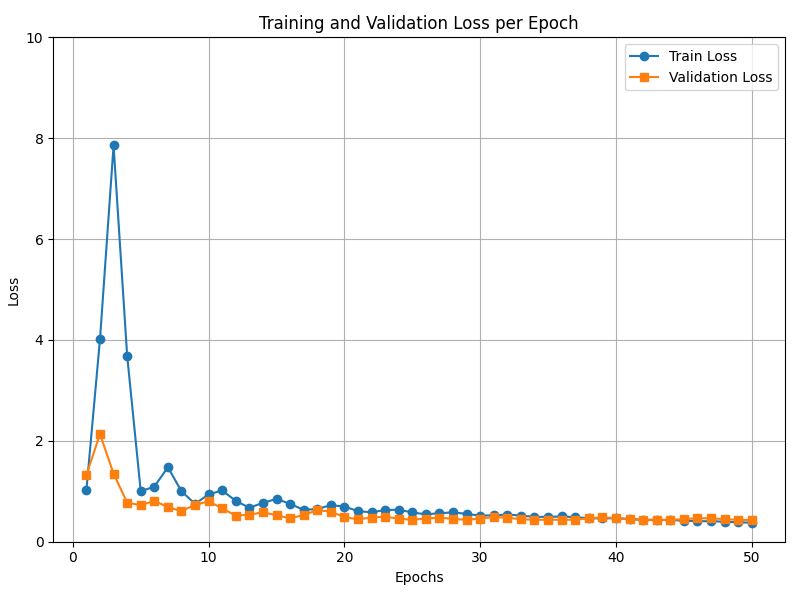 Training and Validation Loss per Epoch
10
8
6
4
2
0
Loss
Train Loss
Validation Loss
0 10 20 30 40 50
Epochs